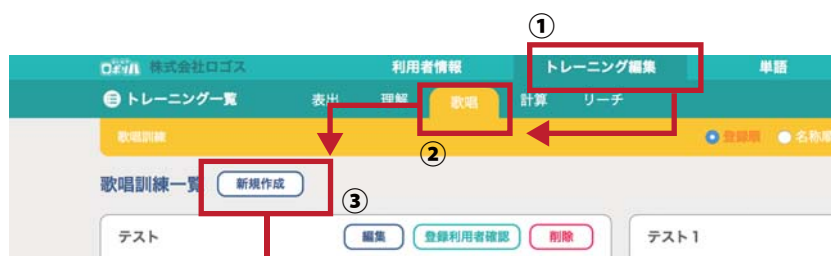 ①
ロゴツハ 株式会社ロゴス 利用者情報 トレーニング編集 単語
トレーニング一覧 表出 理解 歌唱 計算 リーチ
歌唱訓練 登録順 名称順
②
歌唱訓練一覧 新規作成
③
テスト 編集 登録利用者確認 削除 テスト1